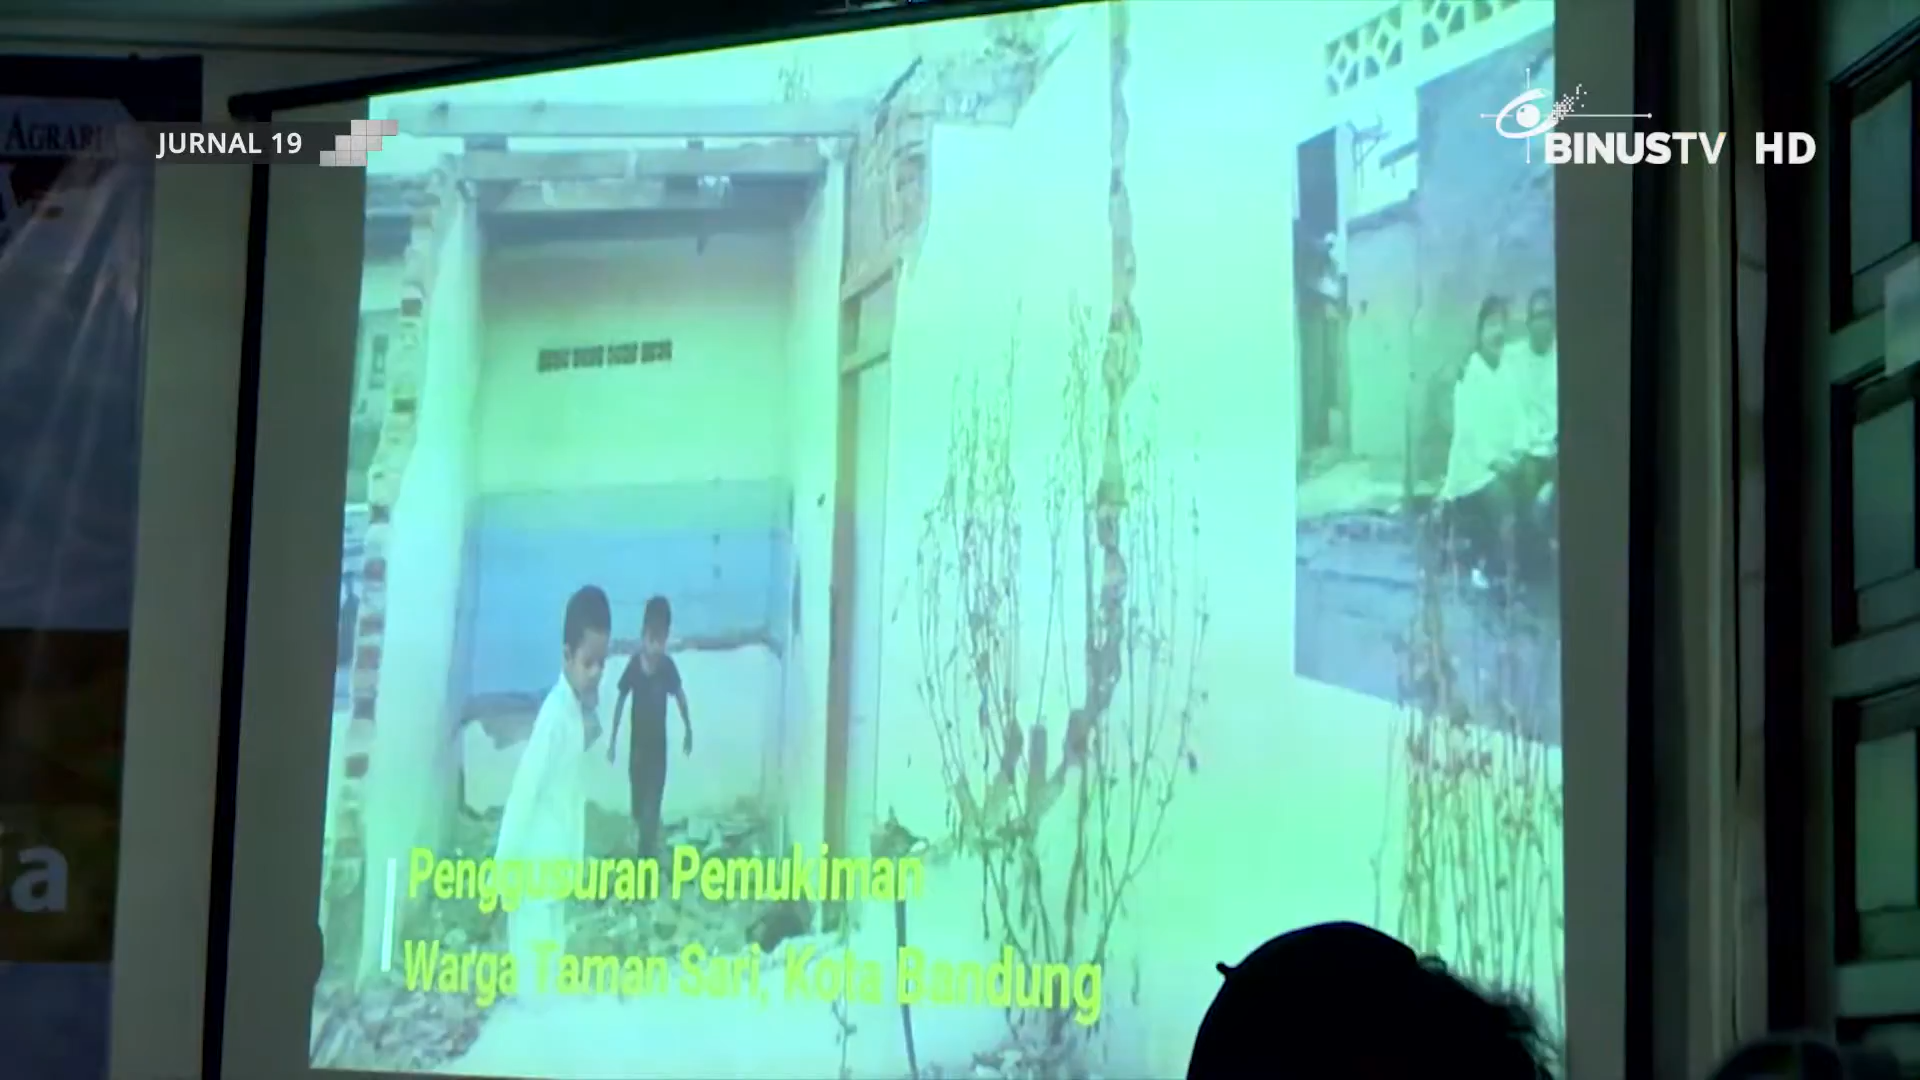 JURNAL 19
BINUSTV HD
Penggusuran Pemukiman
Warga Taman Sari, Kota Bandung